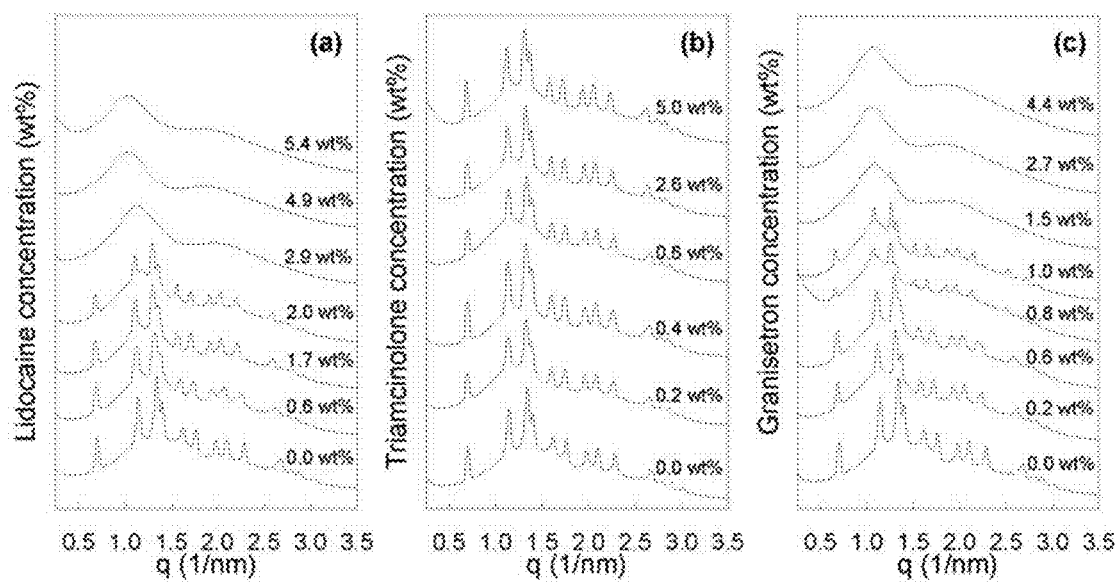 (a)
Lidocaine concentration (wt%)
5.4 wt%
4.9 wt%
2.9 wt%
2.0 wt%
1.7 wt%
0.6 wt%
0.0 wt%
0.5 1.0 1.5 2.0 2.5 3.0 3.5
q (1/nm)
(b)
Triamcinolone concentration (wt%)
5.0 wt%
2.6 wt%
0.6 wt%
0.4 wt%
0.2 wt%
0.0 wt%
0.5 1.0 1.5 2.0 2.5 3.0 3.5
q (1/nm)
(c)
Granisetron concentration (wt%)
4.4 wt%
2.7 wt%
1.5 wt%
1.0 wt%
0.8 wt%
0.6 wt%
0.2 wt%
0.0 wt%
0.5 1.0 1.5 2.0 2.5 3.0 3.5
q (1/nm)